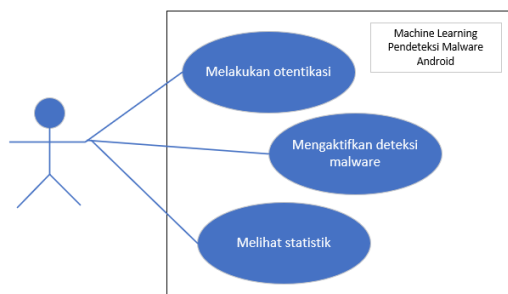 Machine Learning
Pendeteksi Malware
Android
Melakukan otentikasi
Mengaktifkan deteksi
malware
Melihat statistik